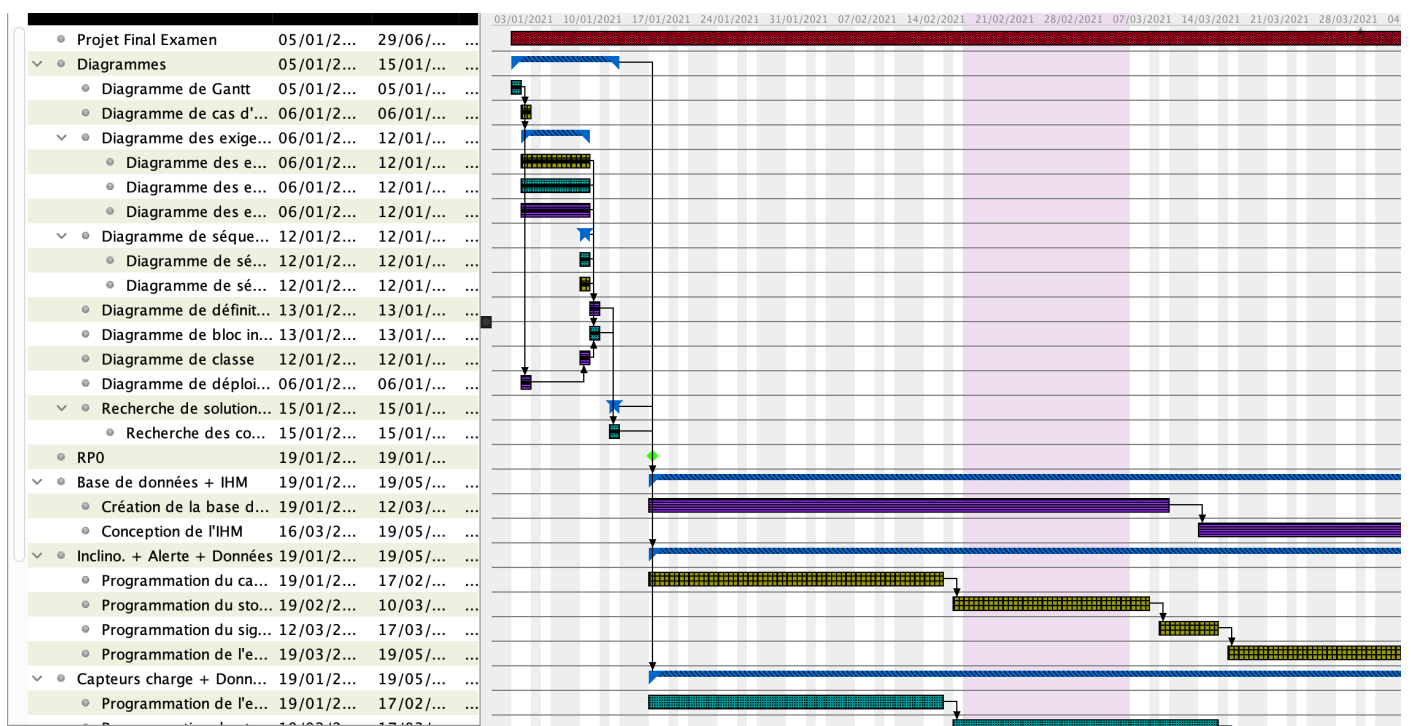 03/01/2021 10/01/2021 17/01/2021 24/01/2021 31/01/2021 07/02/2021 14/02/2021 21/02/2021 28/02/2021 07/03/2021 14/03/2021 21/03/2021 28/03/2021 04
Projet Final Examen 05/01/2... 29/06/... ...
Diagrammes 05/01/2... 15/01/... ...
Diagramme de Gantt 05/01/2... 05/01/... ...
Diagramme de cas d'... 06/01/2... 06/01/... ...
Diagramme des exige... 06/01/2... 12/01/... ...
Diagramme des e... 06/01/2... 12/01/... ...
Diagramme des e... 06/01/2... 12/01/... ...
Diagramme des e... 06/01/2... 12/01/... ...
Diagramme de séque... 12/01/2... 12/01/... ...
Diagramme de sé... 12/01/2... 12/01/... ...
Diagramme de sé... 12/01/2... 12/01/... ...
Diagramme de définit... 13/01/2... 13/01/... ...
Diagramme de bloc in... 13/01/2... 13/01/... ...
Diagramme de classe 12/01/2... 12/01/... ...
Diagramme de déploi... 06/01/2... 06/01/... ...
Recherche de solution... 15/01/2... 15/01/... ...
Recherche des co... 15/01/2... 15/01/... ...
RP0 19/01/2... 19/01/...
Base de données + IHM 19/01/2... 19/05/... ...
Création de la base d... 19/01/2... 12/03/... ...
Conception de l'IHM 16/03/2... 19/05/... ...
Inclino. + Alerte + Données 19/01/2... 19/05/... ...
Programmation du ca... 19/01/2... 17/02/... ...
Programmation du sto... 19/02/2... 10/03/... ...
Programmation du sig... 12/03/2... 17/03/... ...
Programmation de l'e... 19/03/2... 19/05/... ...
Capteurs charge + Donn... 19/01/2... 19/05/... ...
Programmation de l'e... 19/01/2... 17/02/... ...